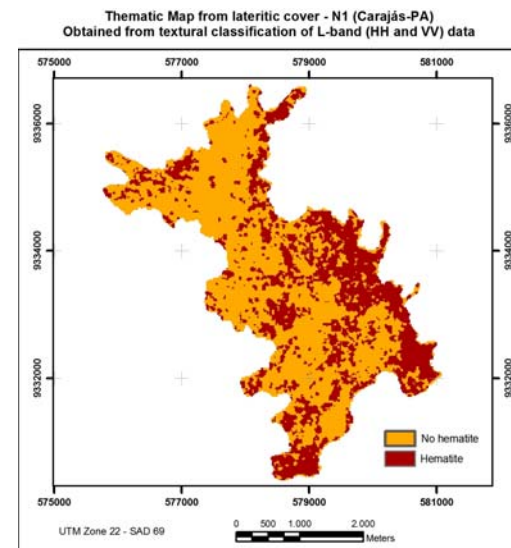 Thematic Map from lateritic cover - N1 (Carajás-PA)
Obtained from textural classification of L-band (HH and VV) data
575000 577000 579000 581000
9336000 9336000
9334000 9334000
9332000 9332000
No hematite
Hematite
575000 577000 579000 581000
UTM Zone 22 - SAD 69
0 500 1.000 2.000
Meters